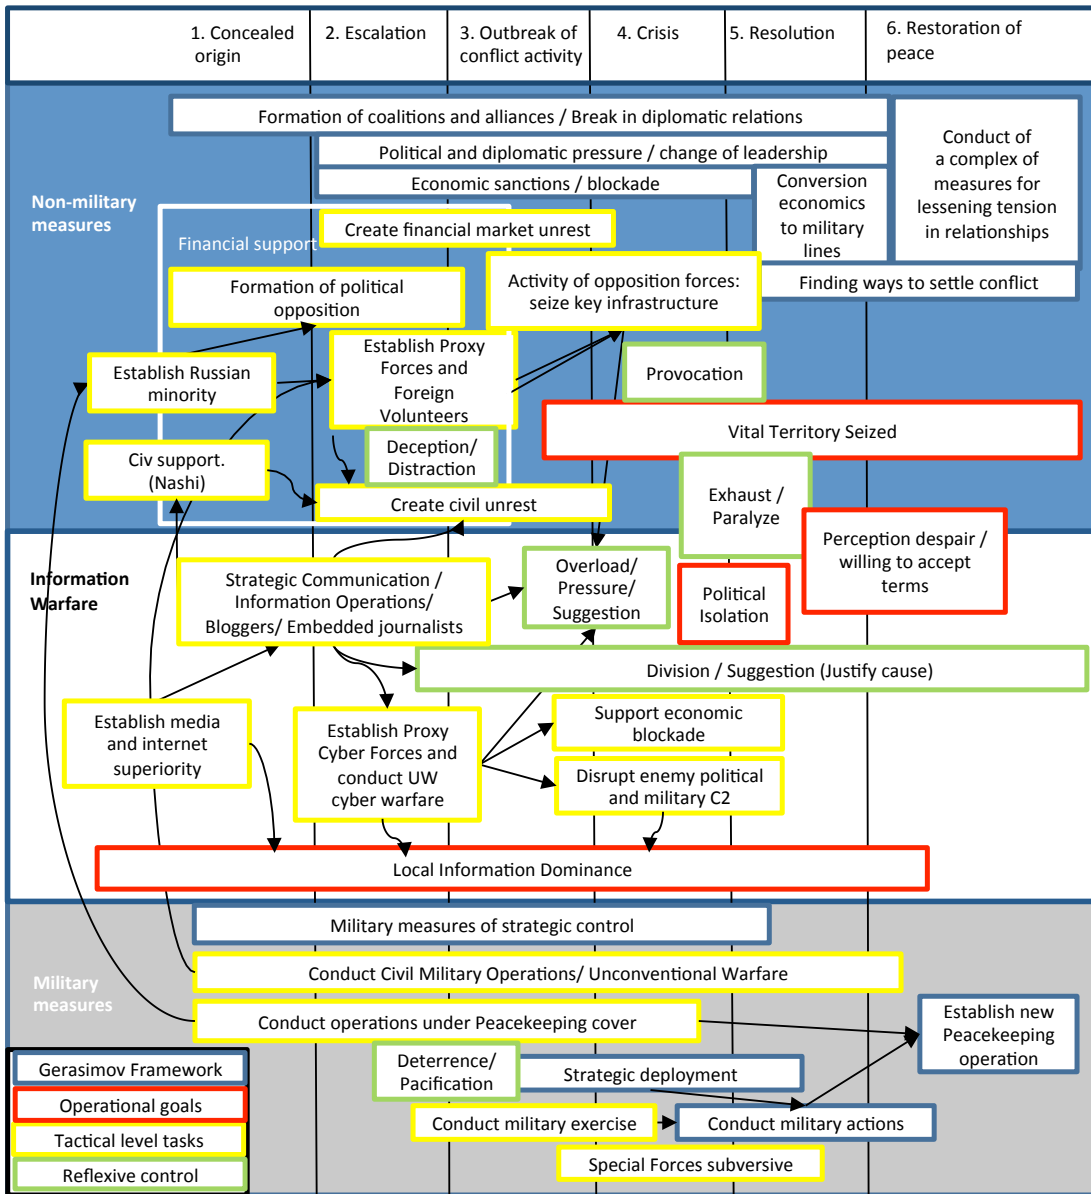 1. Concealed
origin
2. Escalation
3. Outbreak of
conflict activity
4. Crisis
5. Resolution
6. Restoration of
peace
Non-military
measures
Formation of coalitions and alliances / Break in diplomatic relations
Political and diplomatic pressure / change of leadership
Economic sanctions / blockade
Conversion
economics
to military
lines
Conduct of
a complex of
measures for
lessening tension
in relationships
Financial support
Create financial market unrest
Finding ways to settle conflict
Formation of political
opposition
Activity of opposition forces:
seize key infrastructure
Establish Russian
minority
Establish Proxy
Forces and
Foreign
Volunteers
Provocation
Vital Territory Seized
Civ support.
(Nashi)
Deception/
Distraction
Create civil unrest
Exhaust /
Paralyze
Perception despair /
willing to accept
terms
Information
Warfare
Strategic Communication /
Information Operations/
Bloggers/ Embedded journalists
Overload/
Pressure/
Suggestion
Political
Isolation
Division / Suggestion (Justify cause)
Establish media
and internet
superiority
Establish Proxy
Cyber Forces and
conduct UW
cyber warfare
Support economic
blockade
Disrupt enemy political
and military C2
Local Information Dominance
Military
measures
Military measures of strategic control
Conduct Civil Military Operations/ Unconventional Warfare
Conduct operations under Peacekeeping cover
Establish new
Peacekeeping
operation
Deterrence/
Pacification
Strategic deployment
Conduct military exercise
Conduct military actions
Special Forces subversive
Gerasimov Framework
Operational goals
Tactical level tasks
Reflexive control